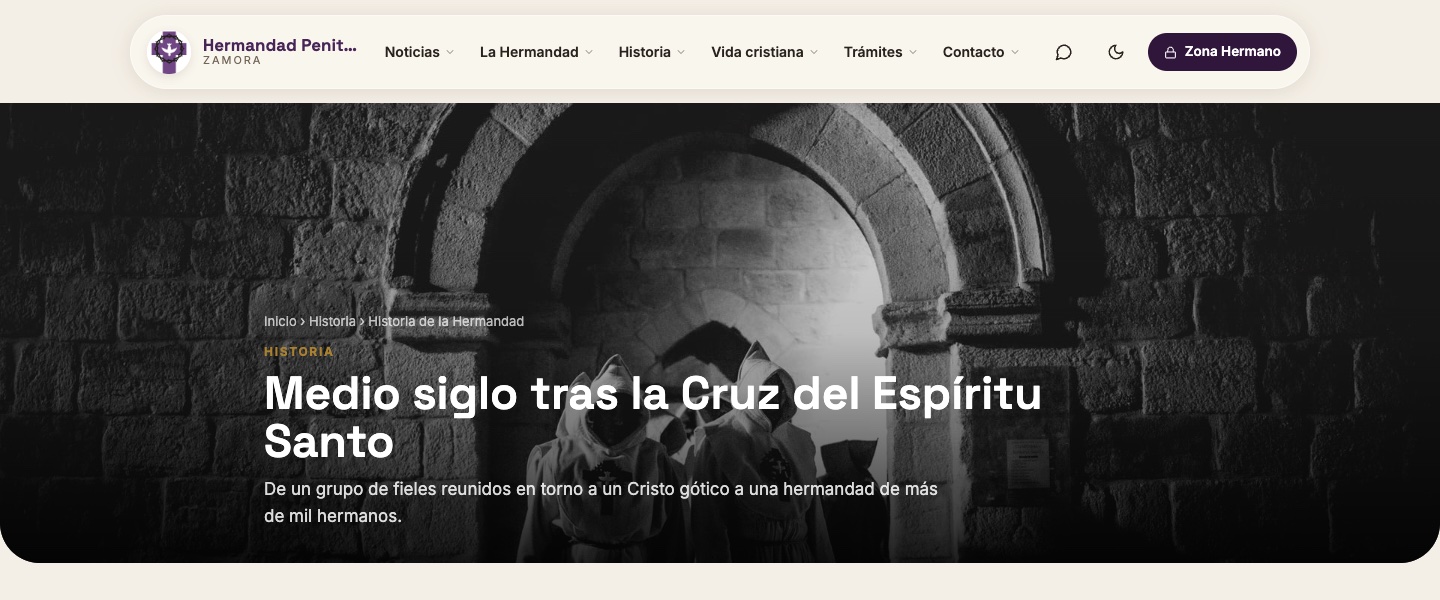 Hermandad Penit...
ZAMORA
Noticias
La Hermandad
Historia
Vida cristiana
Trámites
Contacto
Zona Hermano
Inicio › Historia › Historia de la Hermandad
HISTORIA
Medio siglo tras la Cruz del Espíritu
Santo
De un grupo de fieles reunidos en torno a un Cristo gótico a una hermandad de más
de mil hermanos.